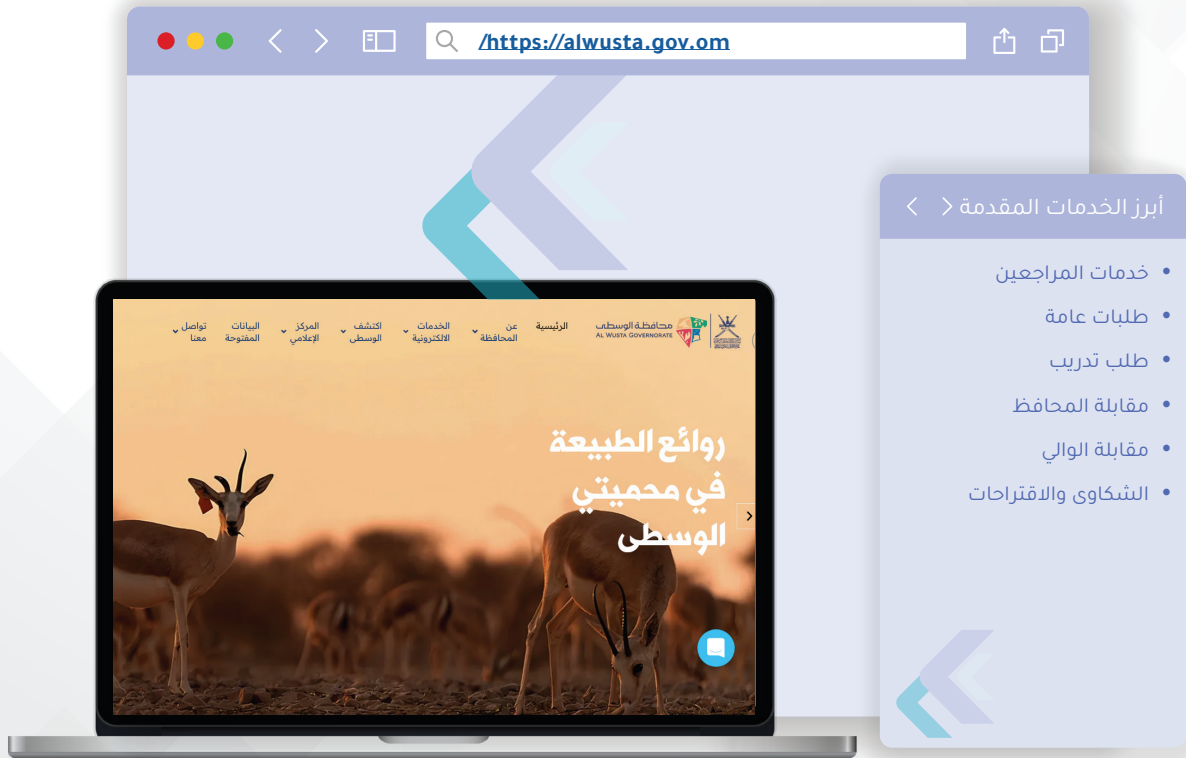 /https://alwusta.gov.om
أبرز الخدمات المقدمة
• خدمات المراجعين
• طلبات عامة
• طلب تدريب
• مقابلة المحافظ
• مقابلة الوالي
• الشكاوى والاقتراحات
محافظة الوسطى
AL WUSTA GOVERNORATE
الرئيسية
عن
المحافظة
الخدمات
الالكترونية
اكتشف
الوسطى
المركز
الإعلامي
البيانات
المفتوحة
تواصل
معنا
روائع الطبيعة
في محميتي
الوسطى